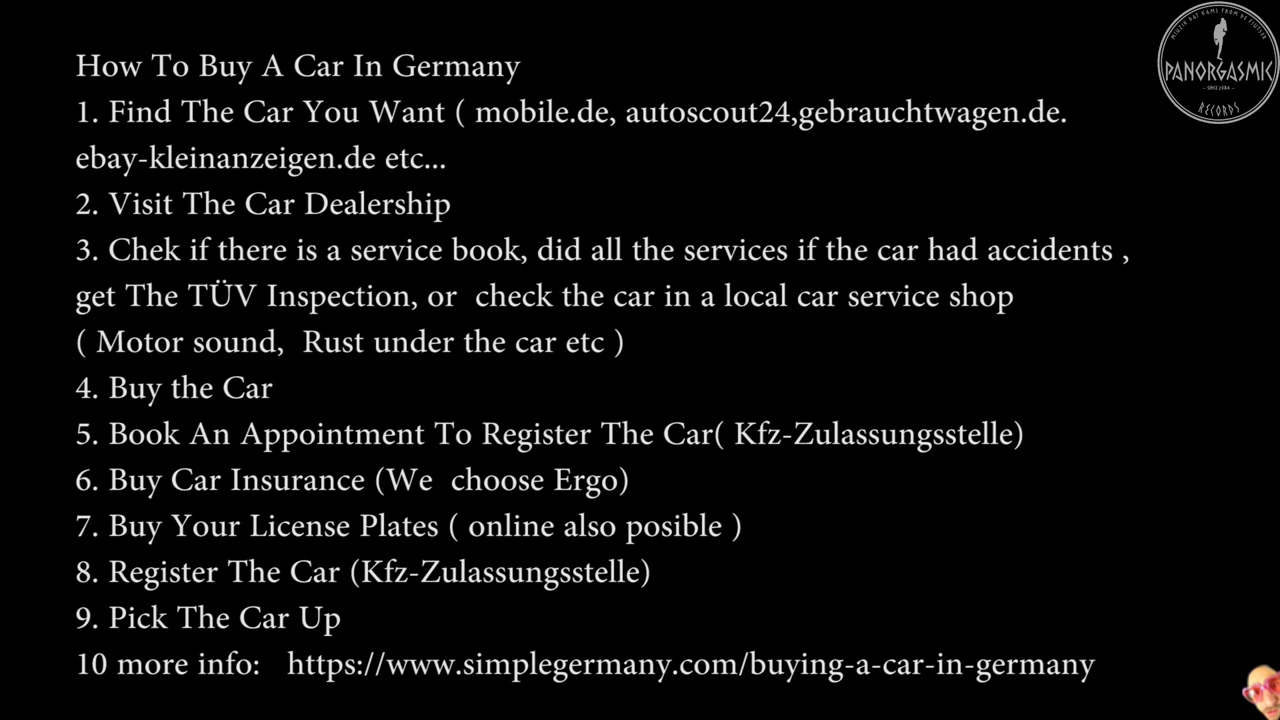 How To Buy A Car In Germany
1. Find The Car You Want ( mobile.de, autoscout24,gebrauchtwagen.de.
ebay-kleinanzeigen.de etc...
2. Visit The Car Dealership
3. Chek if there is a service book, did all the services if the car had accidents ,
get The TÜV Inspection, or  check the car in a local car service shop
( Motor sound,  Rust under the car etc )
4. Buy the Car
5. Book An Appointment To Register The Car( Kfz-Zulassungsstelle)
6. Buy Car Insurance (We  choose Ergo)
7. Buy Your License Plates ( online also posible )
8. Register The Car (Kfz-Zulassungsstelle)
9. Pick The Car Up
10 more info:   https://www.simplegermany.com/buying-a-car-in-germany
PANORGASMIC
- SINCE 2084 -
RECORDS